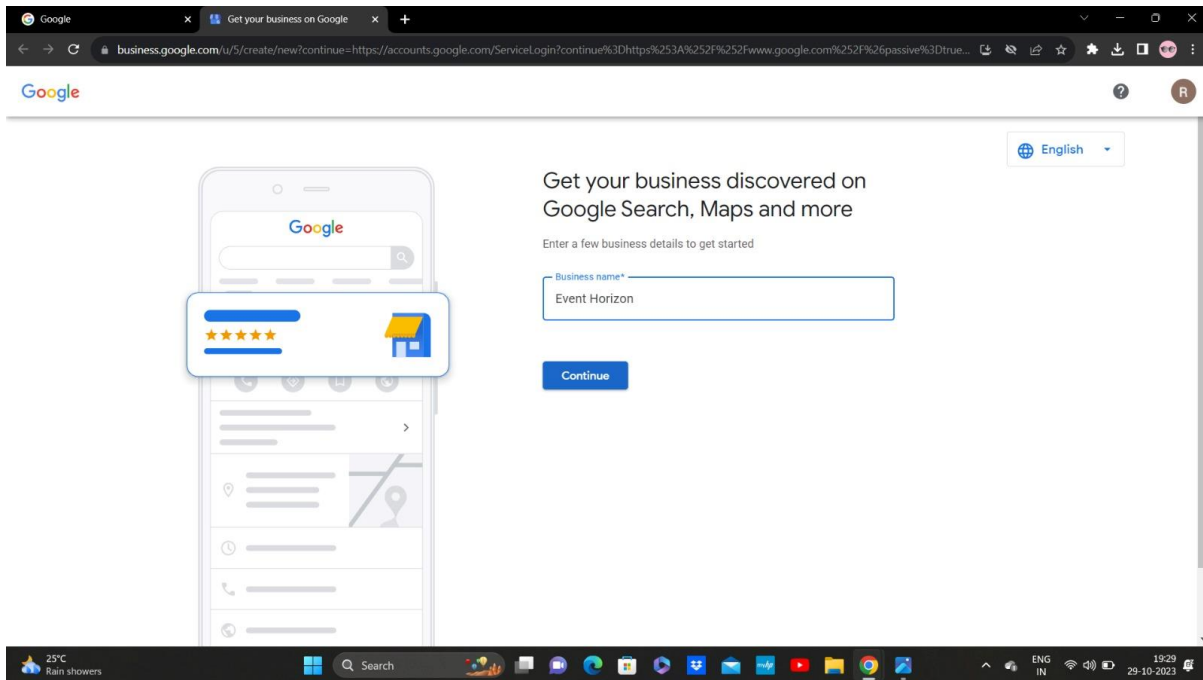 Google
Get your business on Google
business.google.com/u/5/create/new?continue=https://accounts.google.com/ServiceLogin?continue%3Dhttps%253A%252F%252Fwww.google.com%252F%26passive%3Dtrue...
Google
R
English
Get your business discovered on
Google Search, Maps and more
Enter a few business details to get started
Business name*
Event Horizon
Continue
Google
25°C
Rain showers
Search
ENG
IN
19:29
29-10-2023